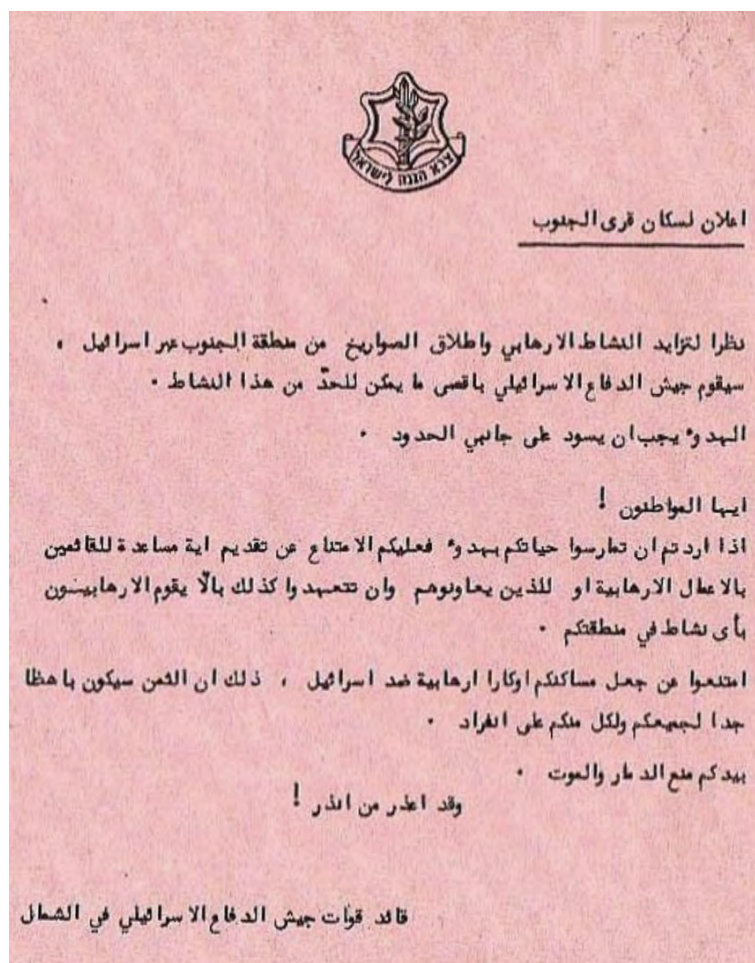 צבא הגנה לישראל
اعلان لسكان قرى الجنوب
نظرا لتزايد النشاط الارهابي واطلاق الصواريخ من منطقة الجنوب عبر اسرائيل ،
سيقوم جيش الدفاع الاسرائيلي باقصى ما يمكن للحدّ من هذا النشاط .
الهدوء يجب ان يسود على جانبي الحدود .
ايها المواطنون !
اذا اردتم ان تمارسوا حياتكم بهدوء فعليكم الامتناع عن تقديم اية مساعدة للقائمين
بالاعمال الارهابية او للذين يعاونوهم وان تتعهدوا كذلك بالّا يقوم الارهابيون
بأى نشاط في منطقتكم .
امتنعوا عن جعل مساكنكم اوكارا ارهابية ضد اسرائيل ، ذلك ان الثمن سيكون باهظا
جدا لجميعكم ولكل منكم على انفراد .
بيدكم منع الدمار والموت .
وقد اعذر من انذر !
قائد قوات جيش الدفاع الاسرائيلي في الشمال